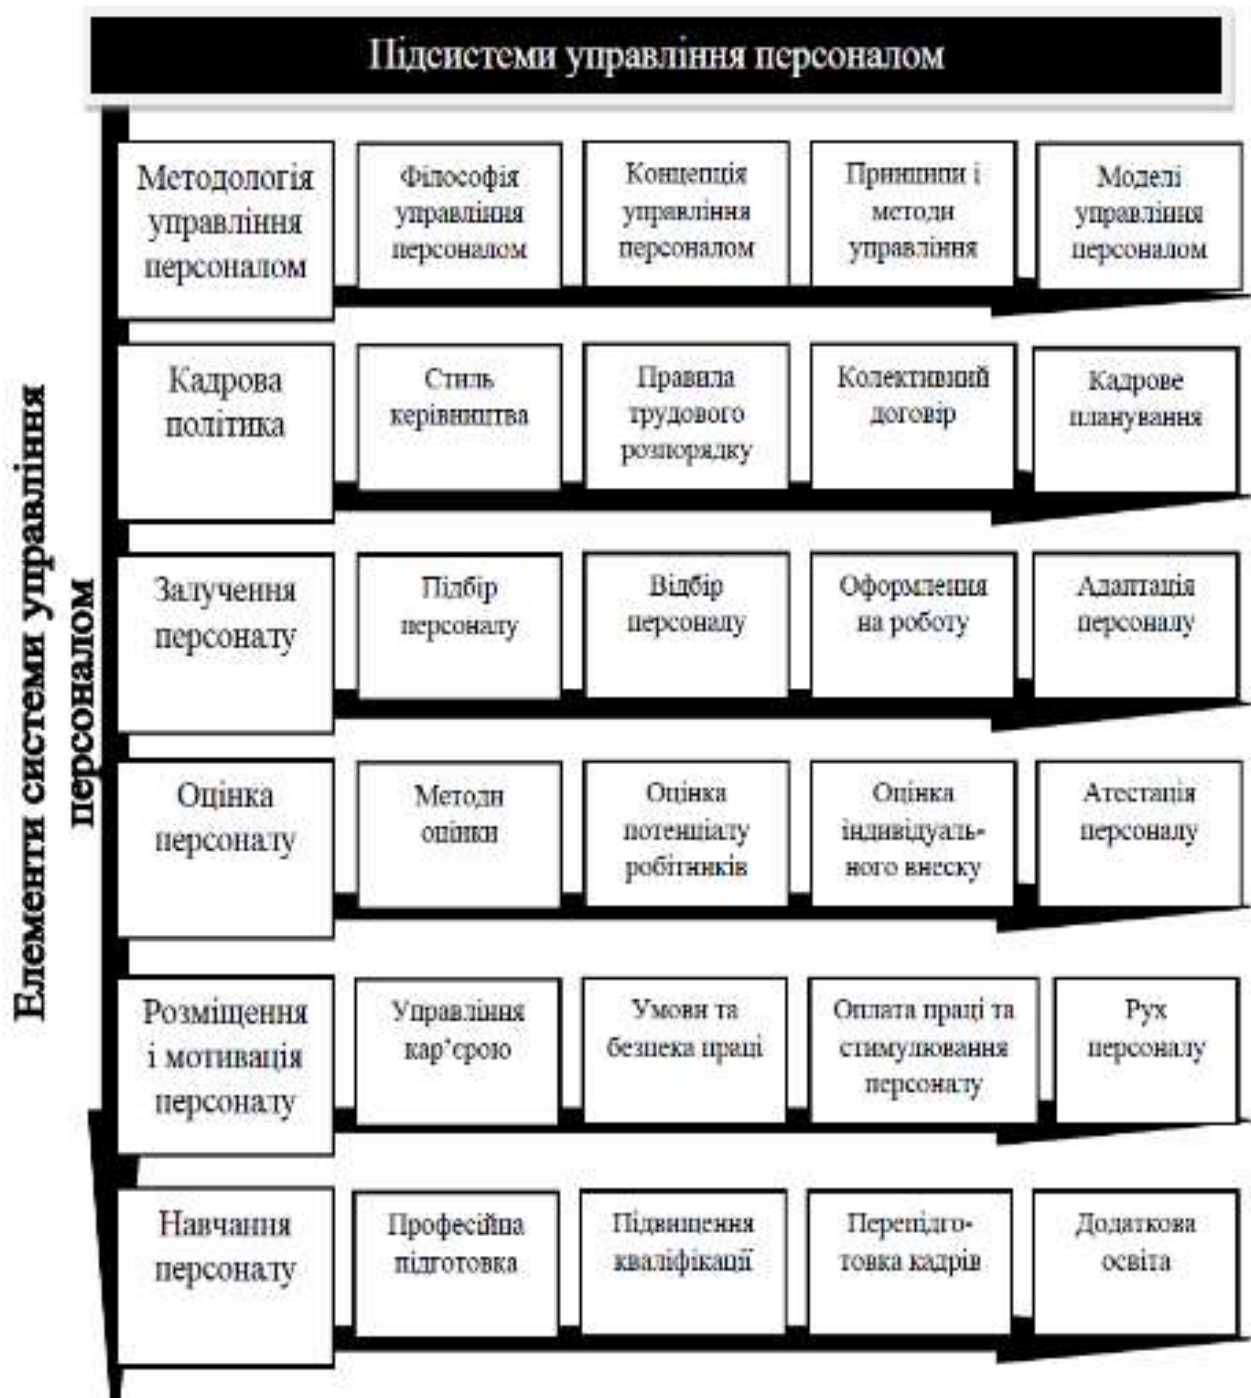 Підсистеми управління персоналом
Елементи системи управління
персоналом
Методологія
управління
персоналом
Філософія
управління
персоналом
Концепція
управління
персоналом
Принципи і
методи
управління
Моделі
управління
персоналом
Кадрова
політика
Стиль
керівництва
Правила
трудового
розпорядку
Колективний
договір
Кадрове
планування
Залучення
персоналу
Підбір
персоналу
Відбір
персоналу
Оформлення
на роботу
Адаптація
персоналу
Оцінка
персоналу
Методи
оцінки
Оцінка
потенціалу
робітників
Оцінка
індивідуаль-
ного внеску
Атестація
персоналу
Розміщення
і мотивація
персоналу
Управління
кар’єрою
Умови та
безпека праці
Оплата праці та
стимулювання
персоналу
Рух
персоналу
Навчання
персоналу
Професійна
підготовка
Підвищення
кваліфікації
Перепідго-
товка кадрів
Додаткова
освіта